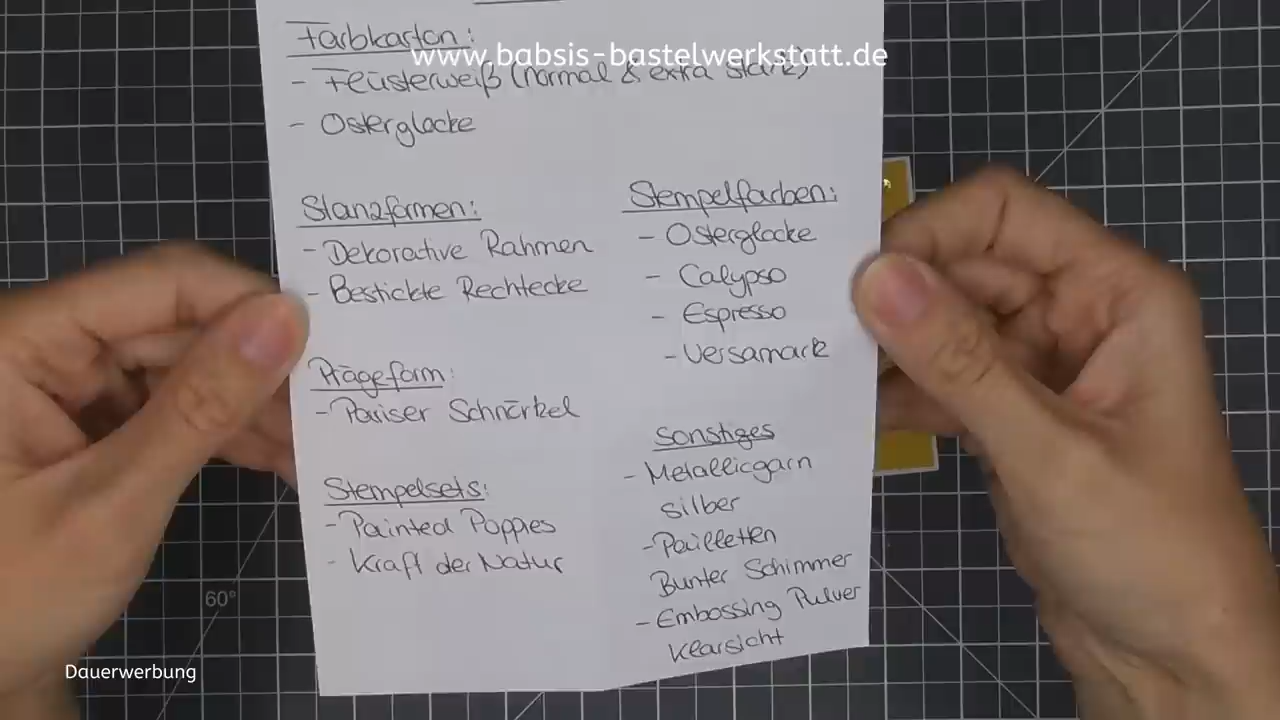 Farbkarton:
www.babsis-bastelwerkstatt.de
- Flüsterweiß (normal & extra stark)
- Osterglocke
Stanzformen:
- Dekorative Rahmen
- Bestickte Rechtecke
Prägeform:
- Pariser Schnörkel
Stempelsets:
- Painted Poppies
- Kraft der Natur
Stempelfarben:
- Osterglocke
- Calypso
- Espresso
- Versamark
Sonstiges
- Metallicgarn
silber
- Pailletten
Bunter Schimmer
- Embossing Pulver
Klarsicht
60°
Dauerwerbung